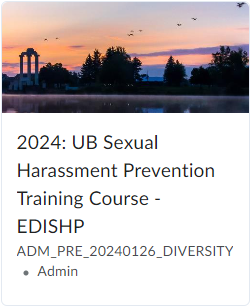 2024: UB Sexual
Harassment Prevention
Training Course -
EDISHP
ADM_PRE_20240126_DIVERSITY
• Admin